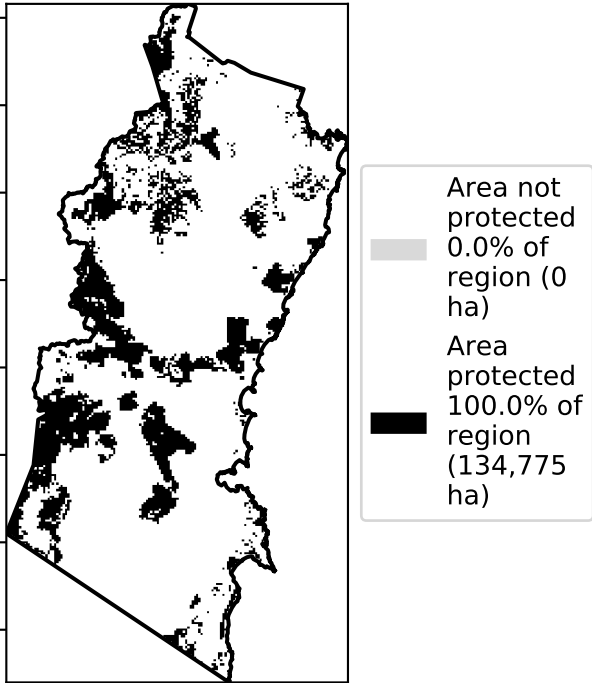 Area not
protected
0.0% of
region (0
ha)
Area
protected
100.0% of
region
(134,775
ha)